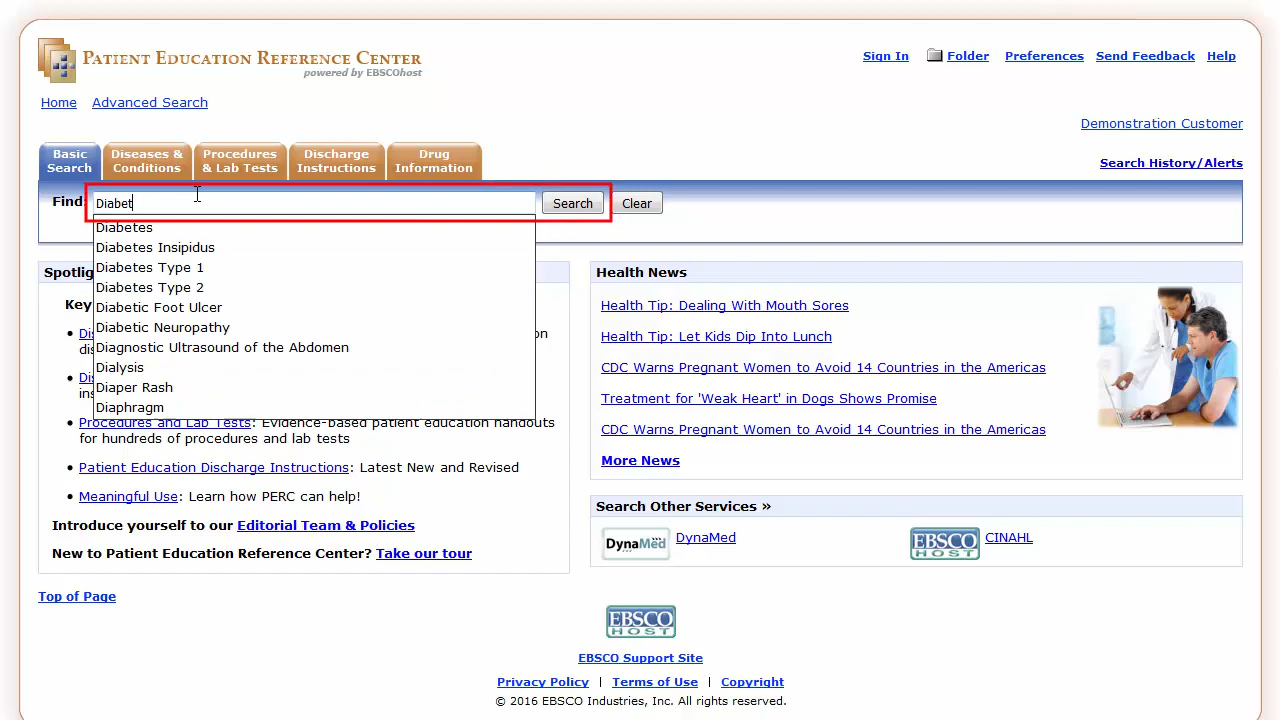 PATIENT EDUCATION REFERENCE CENTER
powered by EBSCOhost
Sign In
Folder
Preferences
Send Feedback
Help
Home
Advanced Search
Demonstration Customer
Basic
Search
Diseases &
Conditions
Procedures
& Lab Tests
Discharge
Instructions
Drug
Information
Search History/Alerts
Find:
Diabet
Search
Clear
Diabetes
Diabetes Insipidus
Diabetes Type 1
Diabetes Type 2
Diabetic Foot Ulcer
Diabetic Neuropathy
Diagnostic Ultrasound of the Abdomen
Dialysis
Diaper Rash
Diaphragm
Procedures and Lab Tests: Evidence-based patient education handouts
for hundreds of procedures and lab tests
Patient Education Discharge Instructions: Latest New and Revised
Meaningful Use: Learn how PERC can help!
Introduce yourself to our Editorial Team & Policies
New to Patient Education Reference Center? Take our tour
Health News
Health Tip: Dealing With Mouth Sores
Health Tip: Let Kids Dip Into Lunch
CDC Warns Pregnant Women to Avoid 14 Countries in the Americas
Treatment for 'Weak Heart' in Dogs Shows Promise
CDC Warns Pregnant Women to Avoid 14 Countries in the Americas
More News
Search Other Services »
DynaMed
DynaMed
EBSCO
HOST
CINAHL
Top of Page
EBSCO
HOST
EBSCO Support Site
Privacy Policy | Terms of Use | Copyright
© 2016 EBSCO Industries, Inc. All rights reserved.